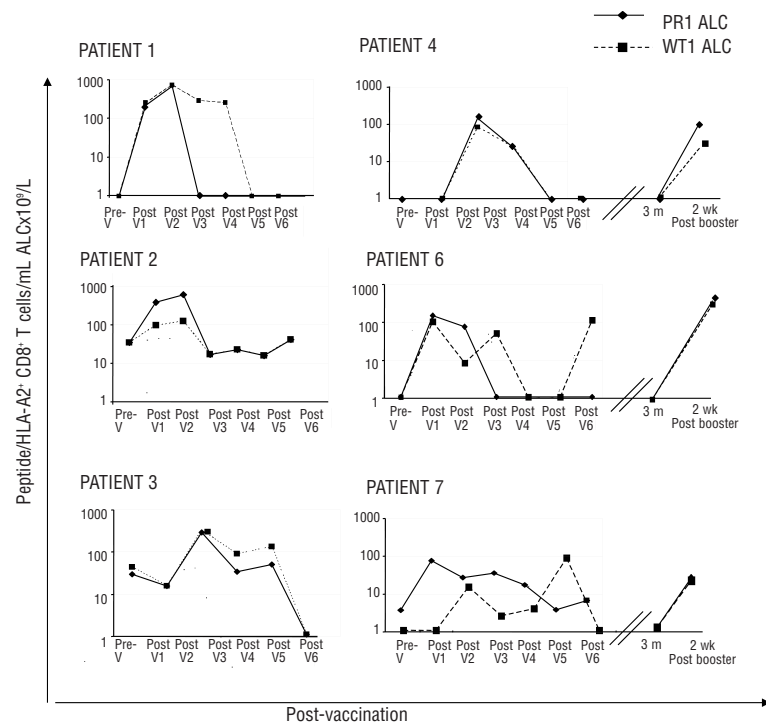 PR1 ALC
WT1 ALC
Peptide/HLA-A2⁺ CD8⁺ T cells/mL ALCx10⁹/L
PATIENT 1
1000
100
10
1
Pre- Post Post Post Post Post Post
V V1 V2 V3 V4 V5 V6
PATIENT 4
1000
100
10
1
Pre- Post Post Post Post Post Post
V V1 V2 V3 V4 V5 V6
3 m 2 wk
Post booster
PATIENT 2
1000
100
10
1
Pre- Post Post Post Post Post Post
V V1 V2 V3 V4 V5 V6
PATIENT 6
1000
100
10
1
Pre- Post Post Post Post Post Post
V V1 V2 V3 V4 V5 V6
3 m 2 wk
Post booster
PATIENT 3
1000
100
10
1
Pre- Post Post Post Post Post Post
V V1 V2 V3 V4 V5 V6
PATIENT 7
1000
100
10
1
Pre- Post Post Post Post Post Post
V V1 V2 V3 V4 V5 V6
3 m 2 wk
Post booster
Post-vaccination